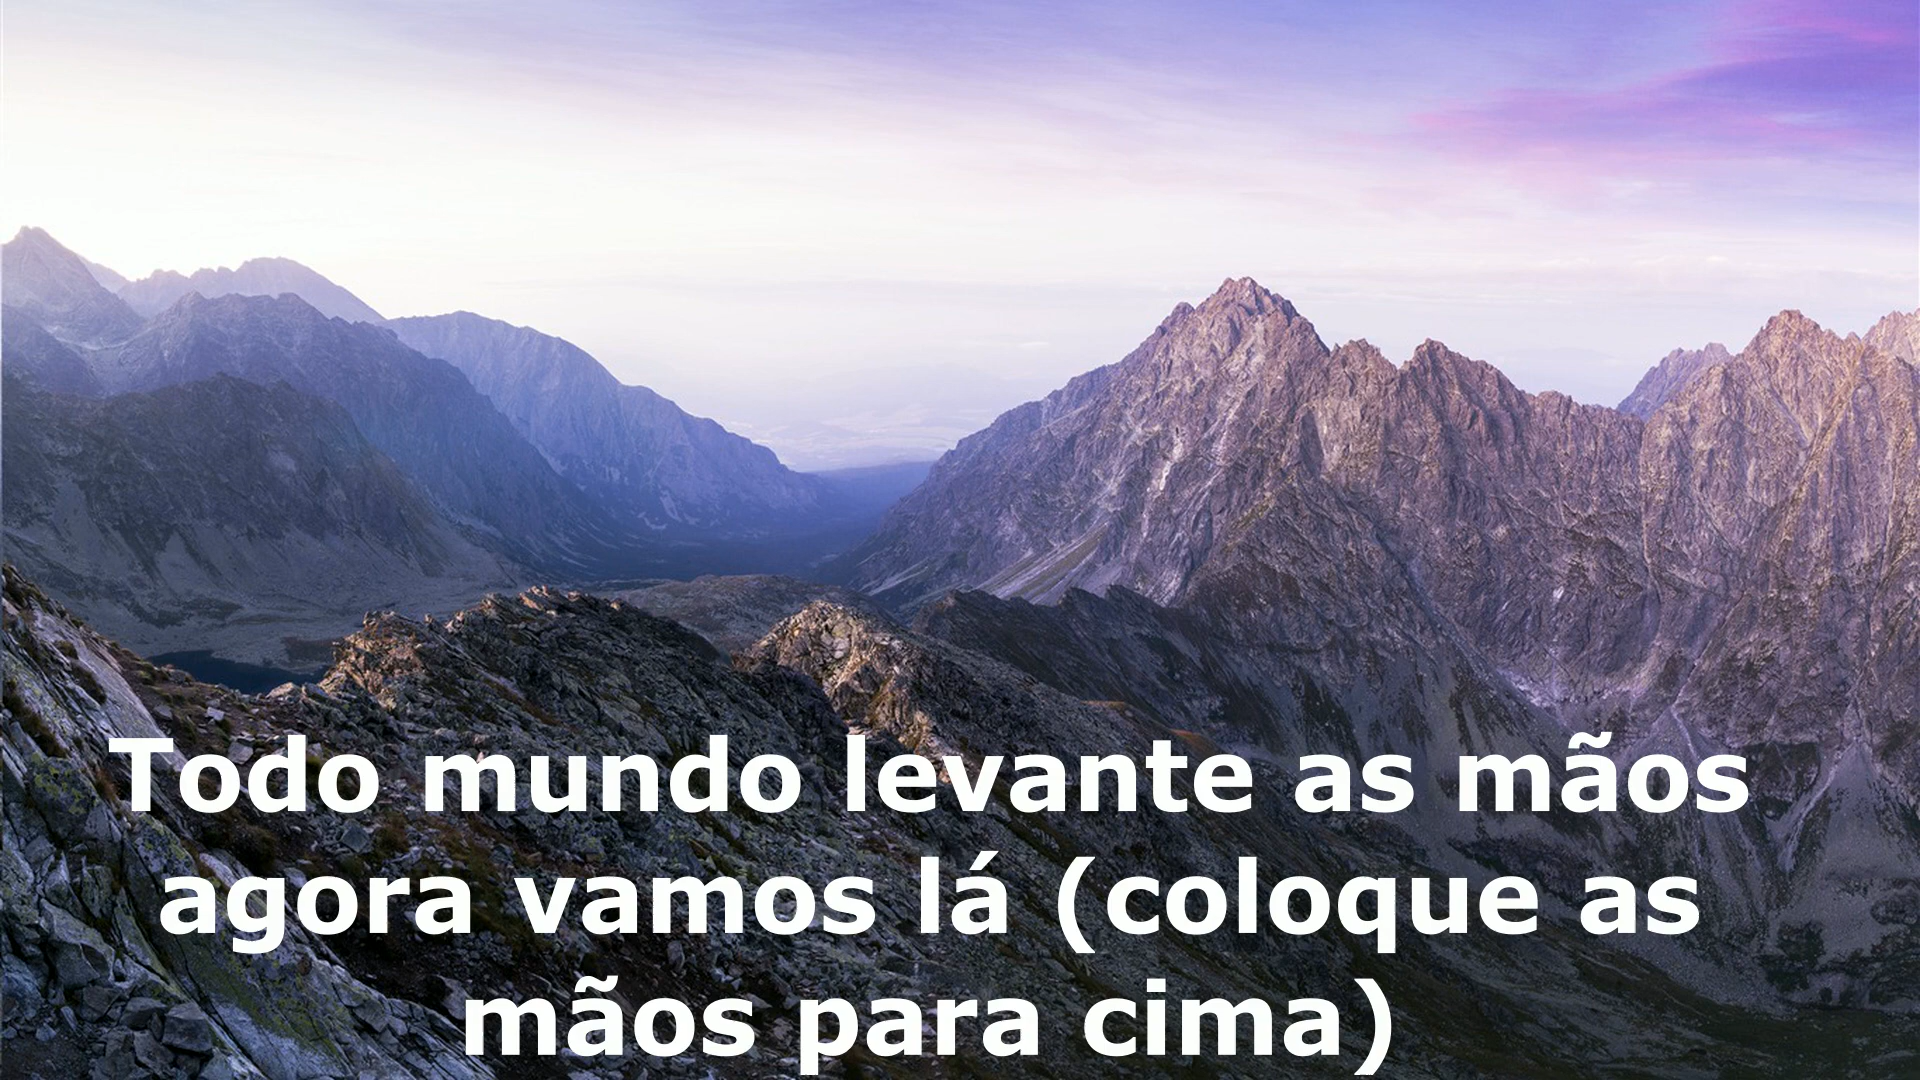 Todo mundo levante as mãos
agora vamos lá (coloque as
mãos para cima)